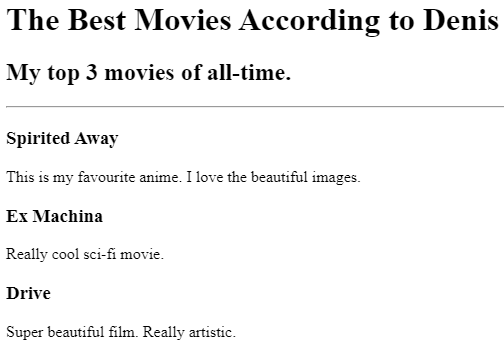 The Best Movies According to Denis
My top 3 movies of all-time.
Spirited Away
This is my favourite anime. I love the beautiful images.
Ex Machina
Really cool sci-fi movie.
Drive
Super beautiful film. Really artistic.